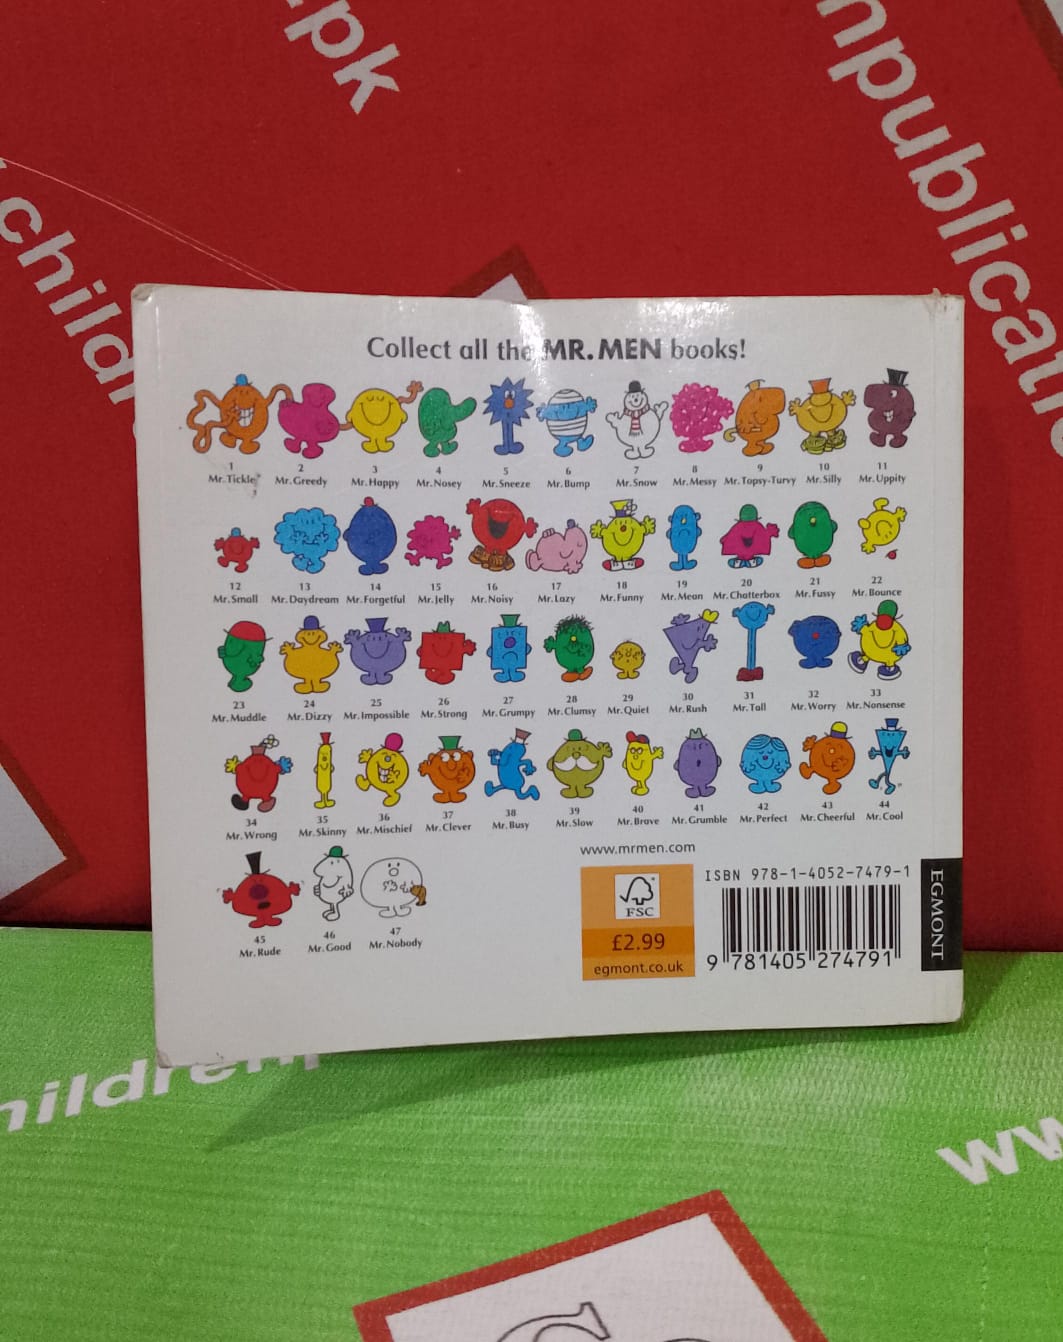 .pk
childr
npublicati
Collect all the MR. MEN books!
1 2 3 4 5 6 7 8 9 10 11
Mr. Tickle Mr. Greedy Mr. Happy Mr. Nosey Mr. Sneeze Mr. Bump Mr. Snow Mr. Messy Mr. Topsy-Turvy Mr. Silly Mr. Uppity
12 13 14 15 16 17 18 19 20 21 22
Mr. Small Mr. Daydream Mr. Forgetful Mr. Jelly Mr. Noisy Mr. Lazy Mr. Funny Mr. Mean Mr. Chatterbox Mr. Fussy Mr. Bounce
23 24 25 26 27 28 29 30 31 32 33
Mr. Muddle Mr. Dizzy Mr. Impossible Mr. Strong Mr. Grumpy Mr. Clumsy Mr. Quiet Mr. Rush Mr. Tall Mr. Worry Mr. Nonsense
34 35 36 37 38 39 40 41 42 43 44
Mr. Wrong Mr. Skinny Mr. Mischief Mr. Clever Mr. Busy Mr. Slow Mr. Brave Mr. Grumble Mr. Perfect Mr. Cheerful Mr. Cool
45 46 47
Mr. Rude Mr. Good Mr. Nobody
www.mrmen.com
FSC
£2.99
egmont.co.uk
ISBN 978-1-4052-7479-1
9 781405 274791
EGMONT
hildren
ww